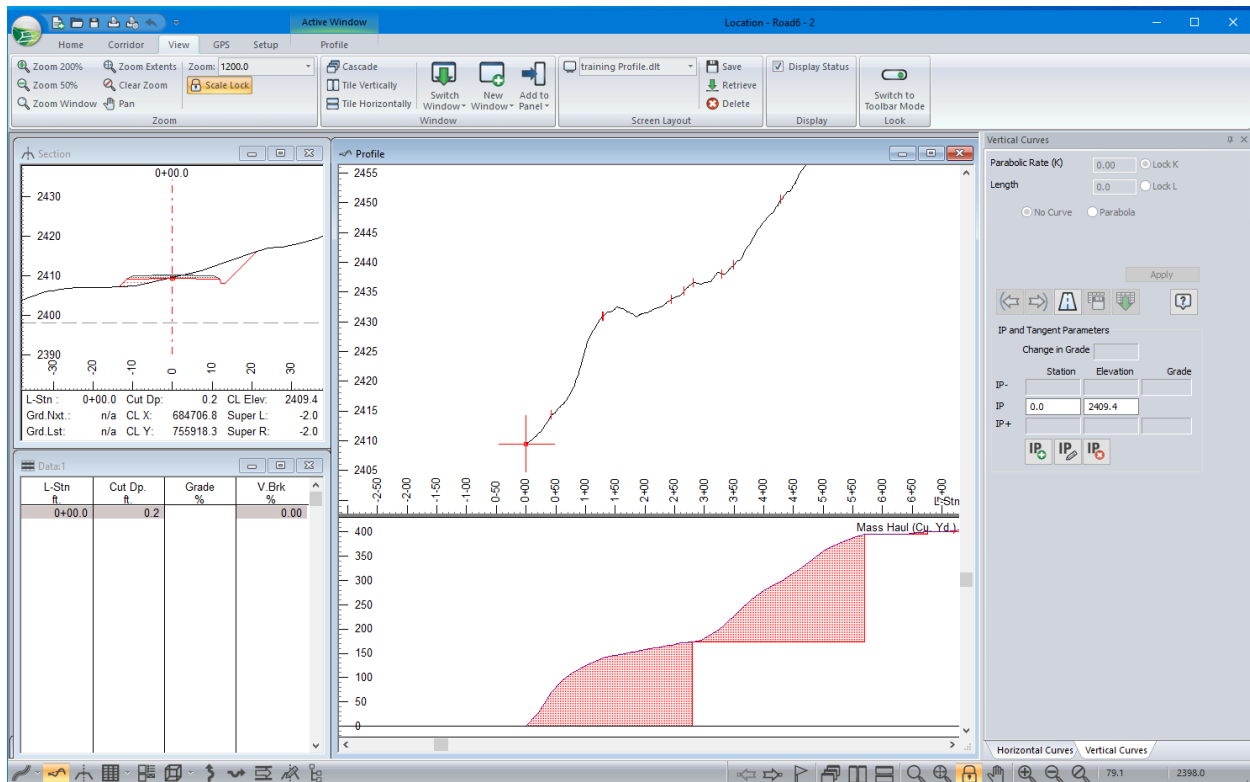 Active Window
Location - Road6 - 2
Home Corridor View GPS Setup Profile
Zoom 200% Zoom Extents Zoom: 1200.0
Zoom 50% Clear Zoom Scale Lock
Zoom Window Pan
Zoom
Cascade
Tile Vertically
Tile Horizontally
Switch Window
New Window
Add to Panel
Window
training Profile.dlt
Save
Retrieve
Delete
Screen Layout
Display Status
Display
Switch to Toolbar Mode
Look
Section
0+00.0
2430
2420
2410
2400
2390
-30 -20 -10 0 10 20 30
L-Stn : 0+00.0 Cut Dp: 0.2 CL Elev: 2409.4
Grd.Nxt.: n/a CL X: 684706.8 Super L: -2.0
Grd.Lst: n/a CL Y: 755918.3 Super R: -2.0
Data:1
L-Stn Cut Dp. Grade V.Brk
ft. ft. % %
0+00.0 0.2 0.00
Profile
2455
2450
2445
2440
2435
2430
2425
2420
2415
2410
2405
-2-50 -2-00 -1-50 -1-00 0-50 0+00 0+50 1+00 1+50 2+00 2+50 3+00 3+50 4+00 4+50 5+00 5+50 6+00 6+50 7+00
L-Stn
Mass Haul (Cu. Yd.)
400
350
300
250
200
150
100
50
0
Vertical Curves
Parabolic Rate (K) 0.00 Lock K
Length 0.0 Lock L
No Curve Parabola
Apply
IP and Tangent Parameters
Change in Grade
Station Elevation Grade
IP-
IP 0.0 2409.4
IP+
IP IP IP
Horizontal Curves Vertical Curves
79.1 2398.0